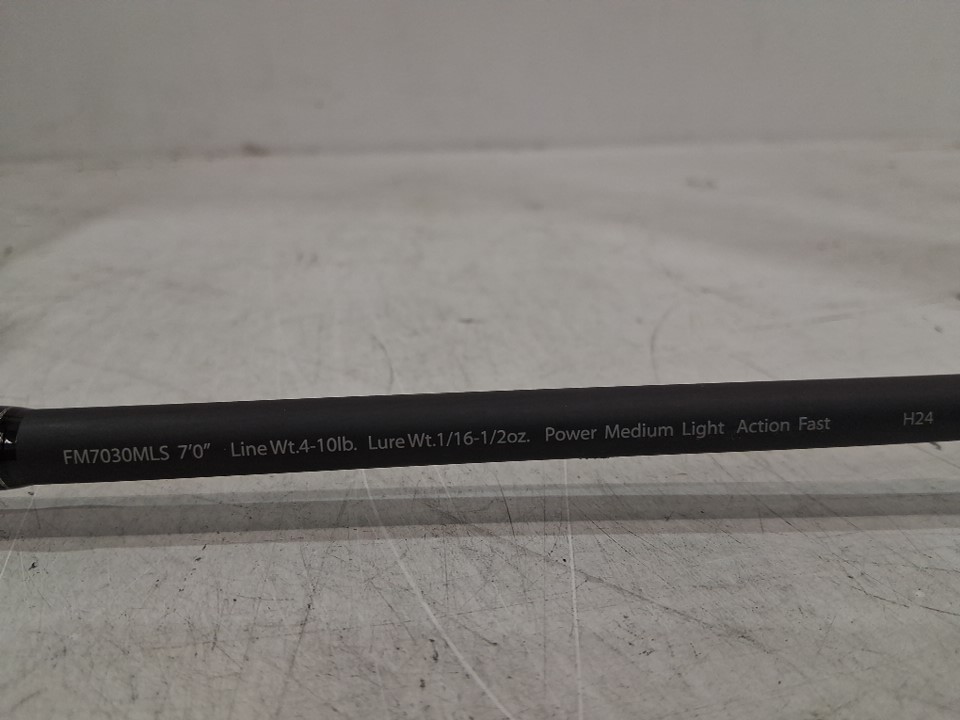 FM7030MLS 7'0" Line Wt.4-10lb. Lure Wt.1/16-1/2oz. Power Medium Light Action Fast H24